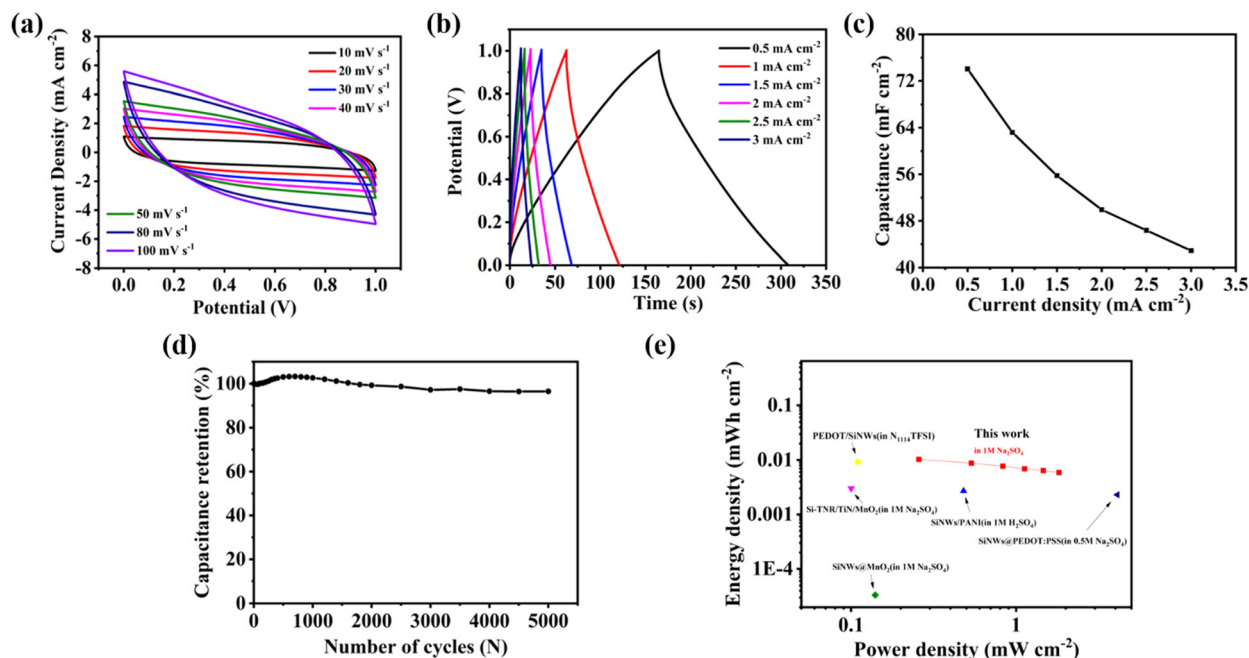 (a)
8
6
4
2
0
-2
-4
-6
-8
Current Density (mA cm⁻²)
10 mV s⁻¹
20 mV s⁻¹
30 mV s⁻¹
40 mV s⁻¹
50 mV s⁻¹
80 mV s⁻¹
100 mV s⁻¹
0.0 0.2 0.4 0.6 0.8 1.0
Potential (V)
(b)
1.0
0.8
0.6
0.4
0.2
0.0
Potential (V)
0.5 mA cm⁻²
1 mA cm⁻²
1.5 mA cm⁻²
2 mA cm⁻²
2.5 mA cm⁻²
3 mA cm⁻²
0 50 100 150 200 250 300 350
Time (s)
(c)
80
72
64
56
48
40
Capacitance (mF cm⁻²)
0.0 0.5 1.0 1.5 2.0 2.5 3.0 3.5
Current density (mA cm⁻²)
(d)
100
80
60
40
20
0
Capacitance retention (%)
0 1000 2000 3000 4000 5000
Number of cycles (N)
(e)
0.1
0.01
0.001
1E-4
Energy density (mWh cm⁻²)
This work
in 1M Na₂SO₄
PEDOT/SiNWs(in N₁₁₁₄TFSI)
Si-TNR/TiN/MnO₂(in 1M Na₂SO₄)
SiNWs/PANI(in 1M H₂SO₄)
SiNWs@PEDOT:PSS(in 0.5M Na₂SO₄)
SiNWs@MnO₂(in 1M Na₂SO₄)
0.1 1
Power density (mW cm⁻²)